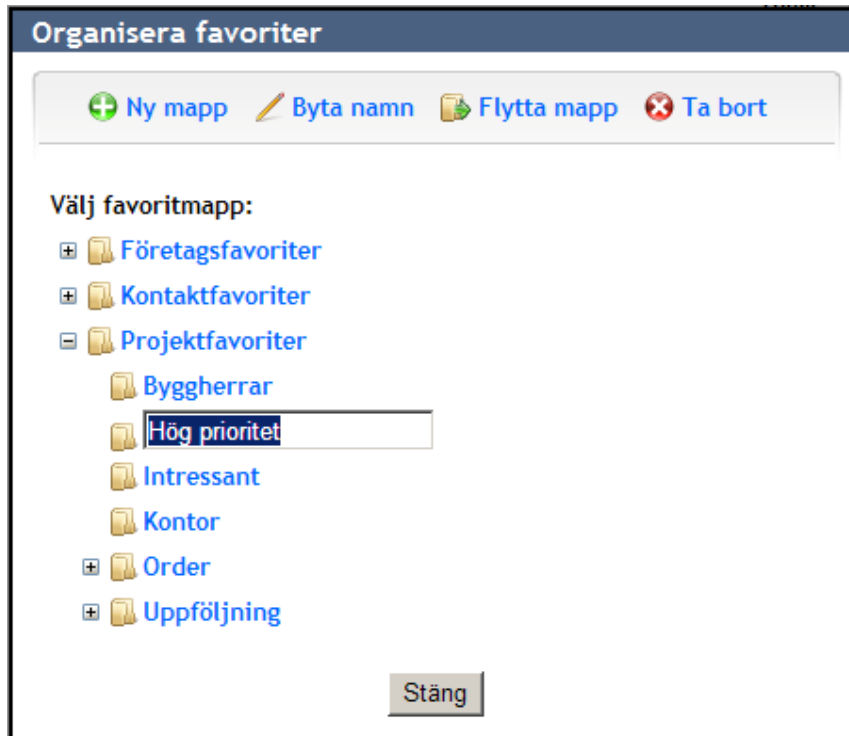 Organisera favoriter
Ny mapp Byta namn Flytta mapp Ta bort
Välj favoritmapp:
Företagsfavoriter
Kontaktfavoriter
Projektfavoriter
Byggherrar
Hög prioritet
Intressant
Kontor
Order
Uppföljning
Stäng